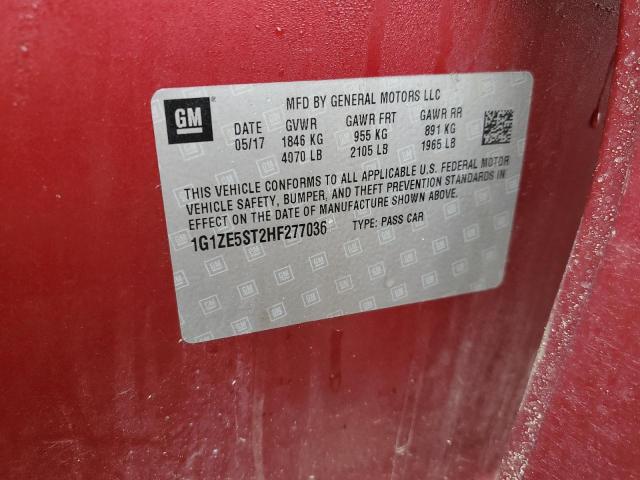 GM
MFD BY GENERAL MOTORS LLC
DATE GVWR GAWR FRT GAWR RR
05/17 1846 KG 955 KG 891 KG
4070 LB 2105 LB 1965 LB
THIS VEHICLE CONFORMS TO ALL APPLICABLE U.S. FEDERAL MOTOR
VEHICLE SAFETY, BUMPER, AND THEFT PREVENTION STANDARDS IN
EFFECT ON THE DATE OF MANUFACTURE SHOWN ABOVE.
1G1ZE5ST2HF277036 TYPE: PASS CAR